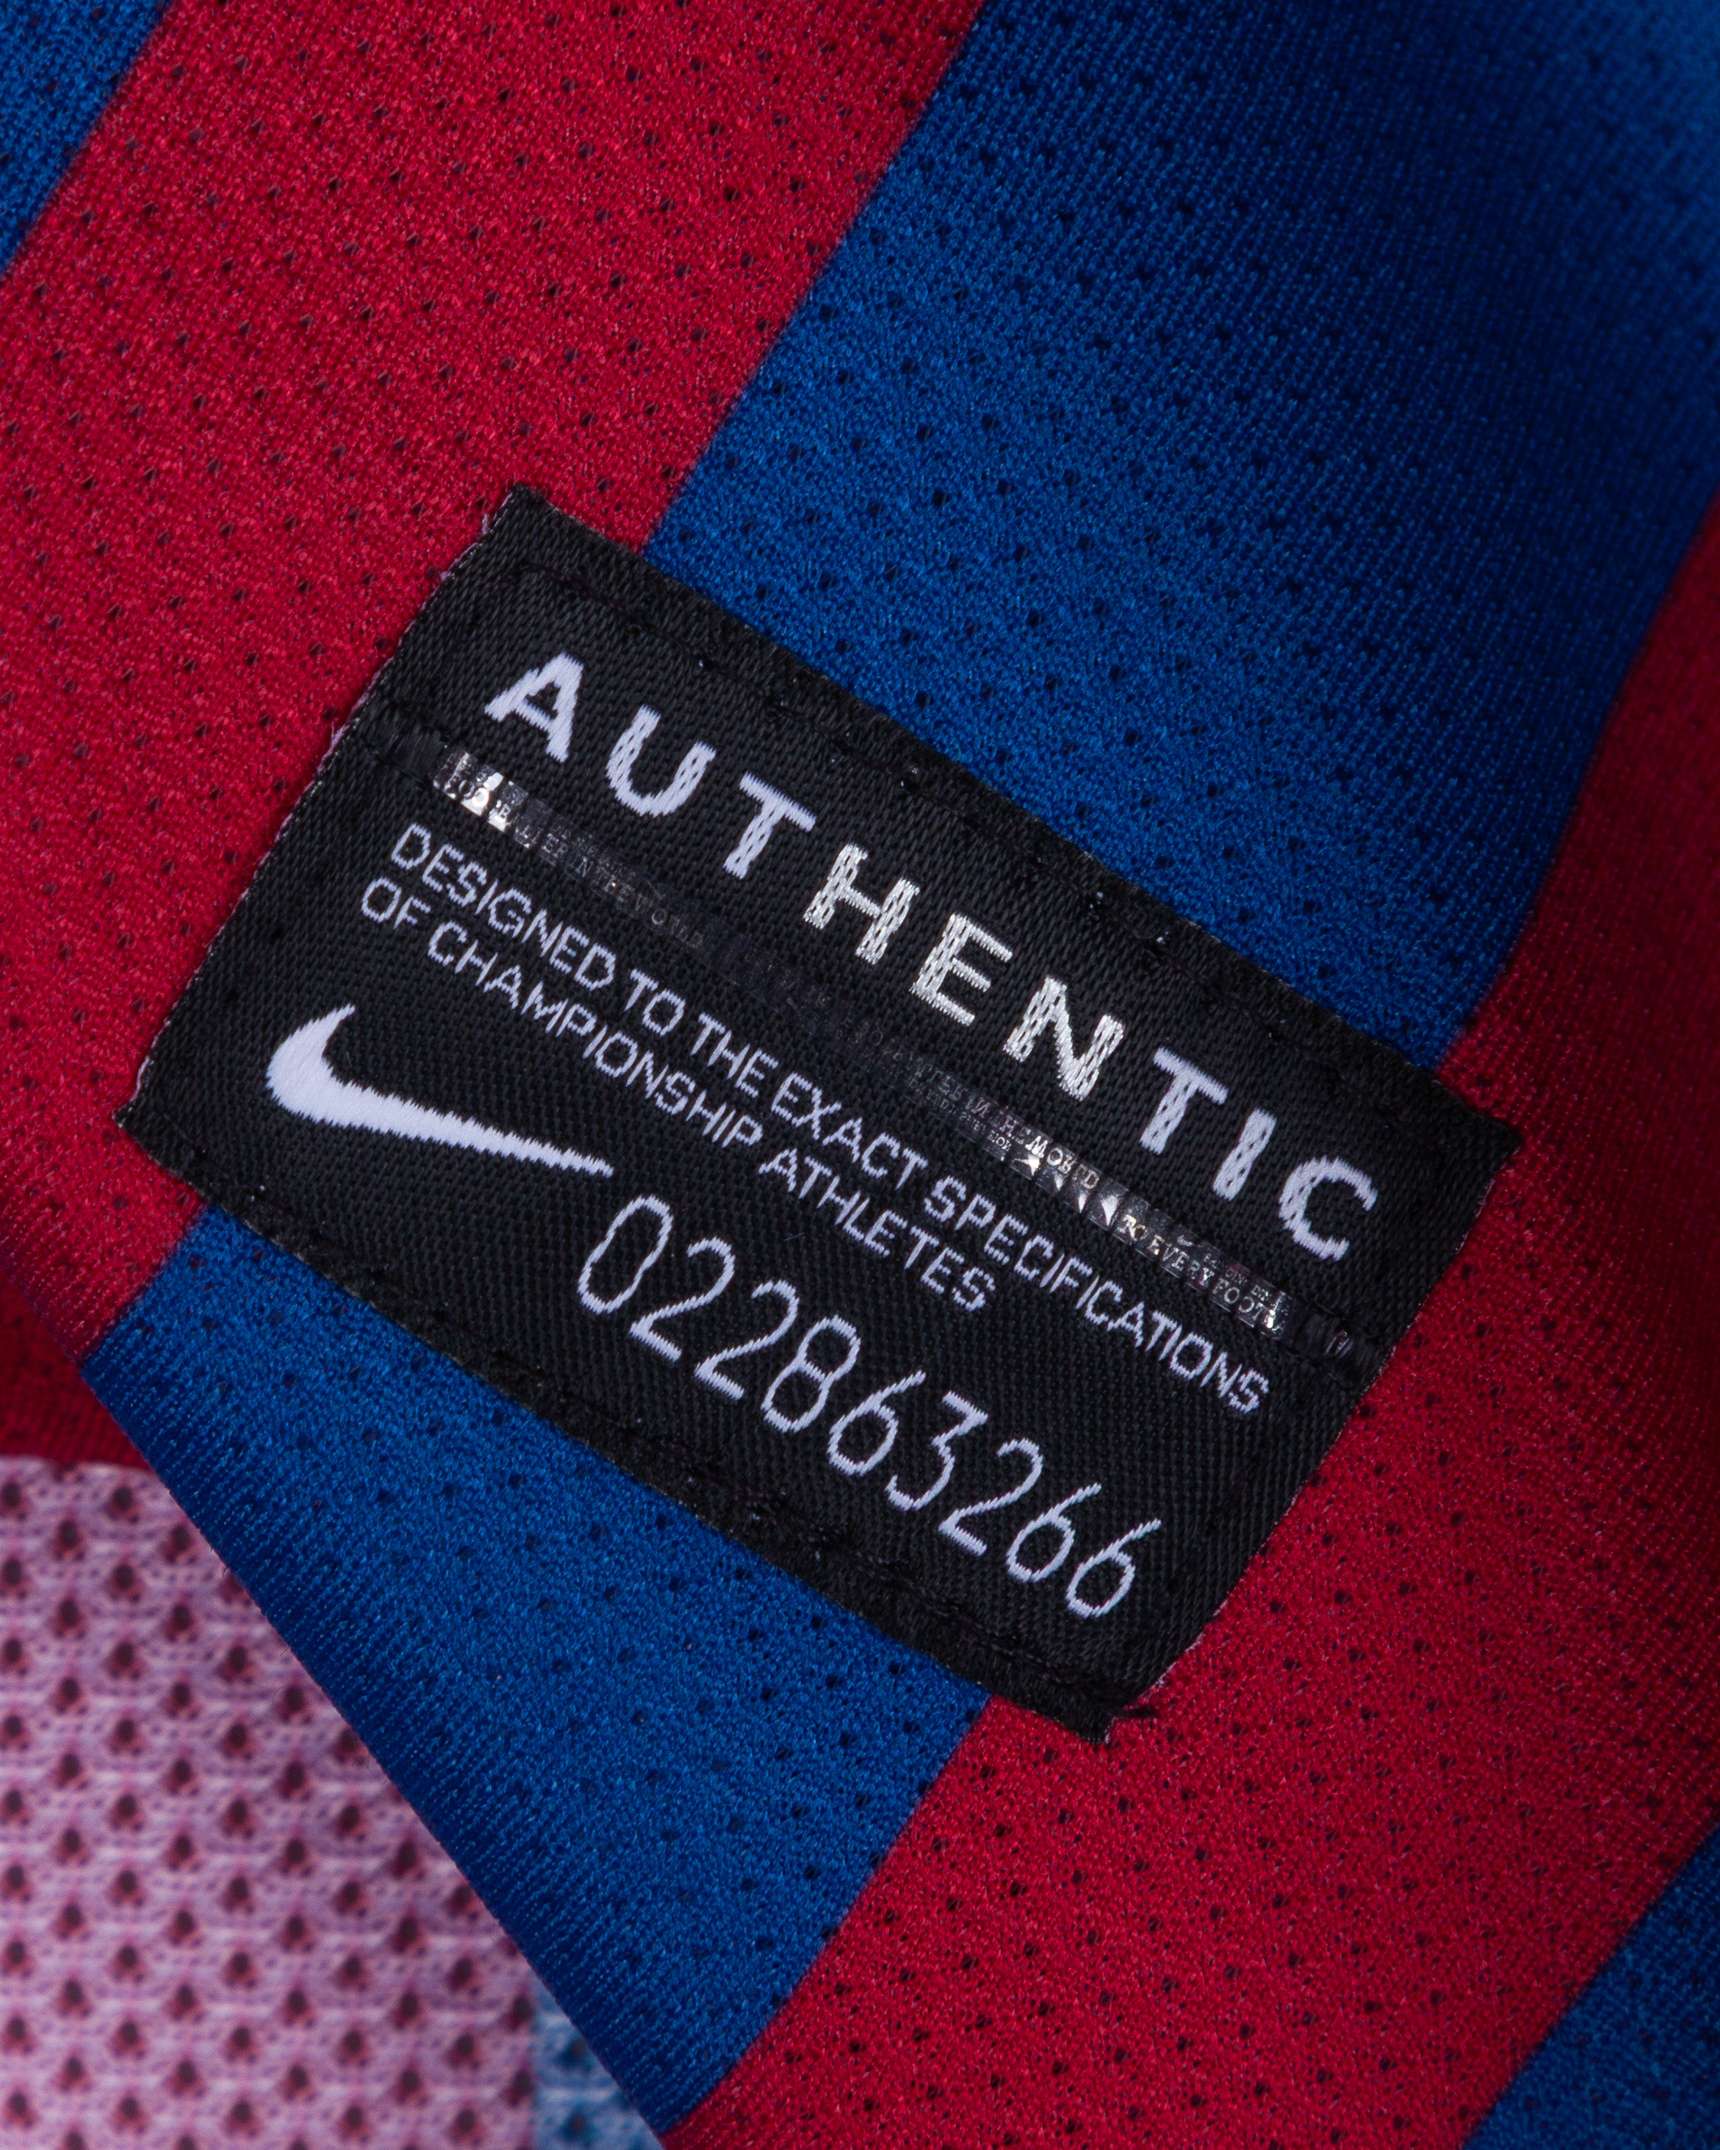 AUTHENTIC
DESIGNED TO THE EXACT SPECIFICATIONS
OF CHAMPIONSHIP ATHLETES
022863266